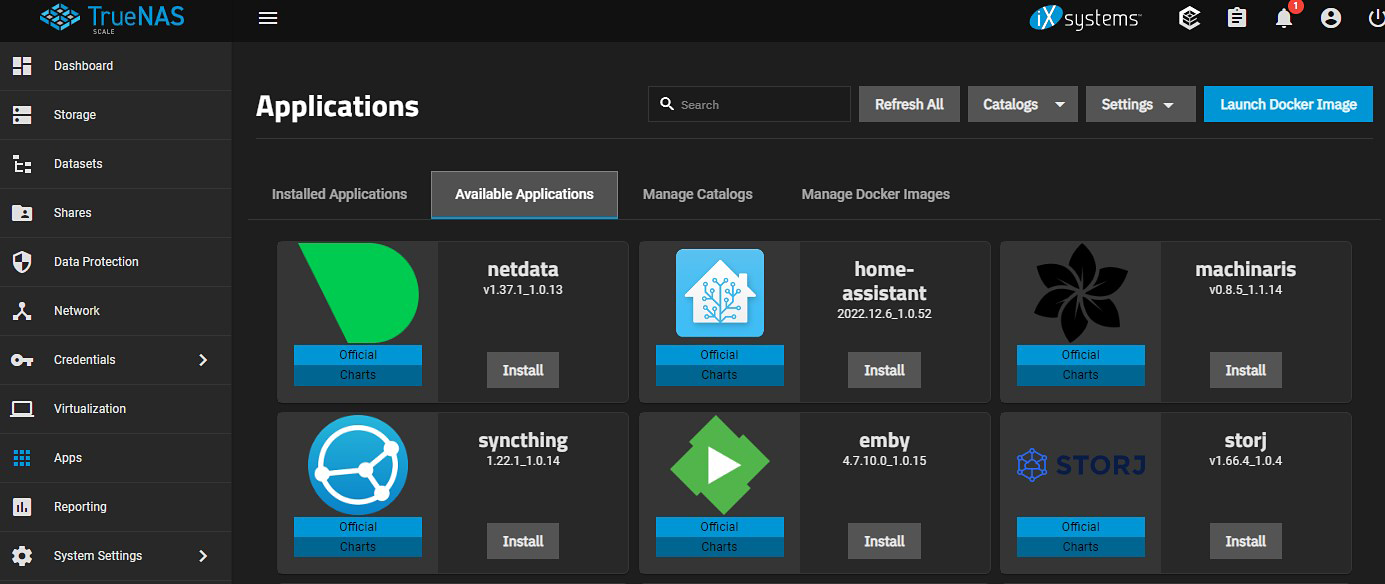 TrueNAS
SCALE
iX systems
1
Dashboard
Storage
Datasets
Shares
Data Protection
Network
Credentials
Virtualization
Apps
Reporting
System Settings
Applications
Search
Refresh All
Catalogs
Settings
Launch Docker Image
Installed Applications
Available Applications
Manage Catalogs
Manage Docker Images
netdata
v1.37.1_1.0.13
Official
Charts
Install
home-
assistant
2022.12.6_1.0.52
Official
Charts
Install
machinaris
v0.8.5_1.1.14
Official
Charts
Install
syncthing
1.22.1_1.0.14
Official
Charts
Install
emby
4.7.10.0_1.0.15
Official
Charts
Install
STORJ
storj
v1.66.4_1.0.4
Official
Charts
Install